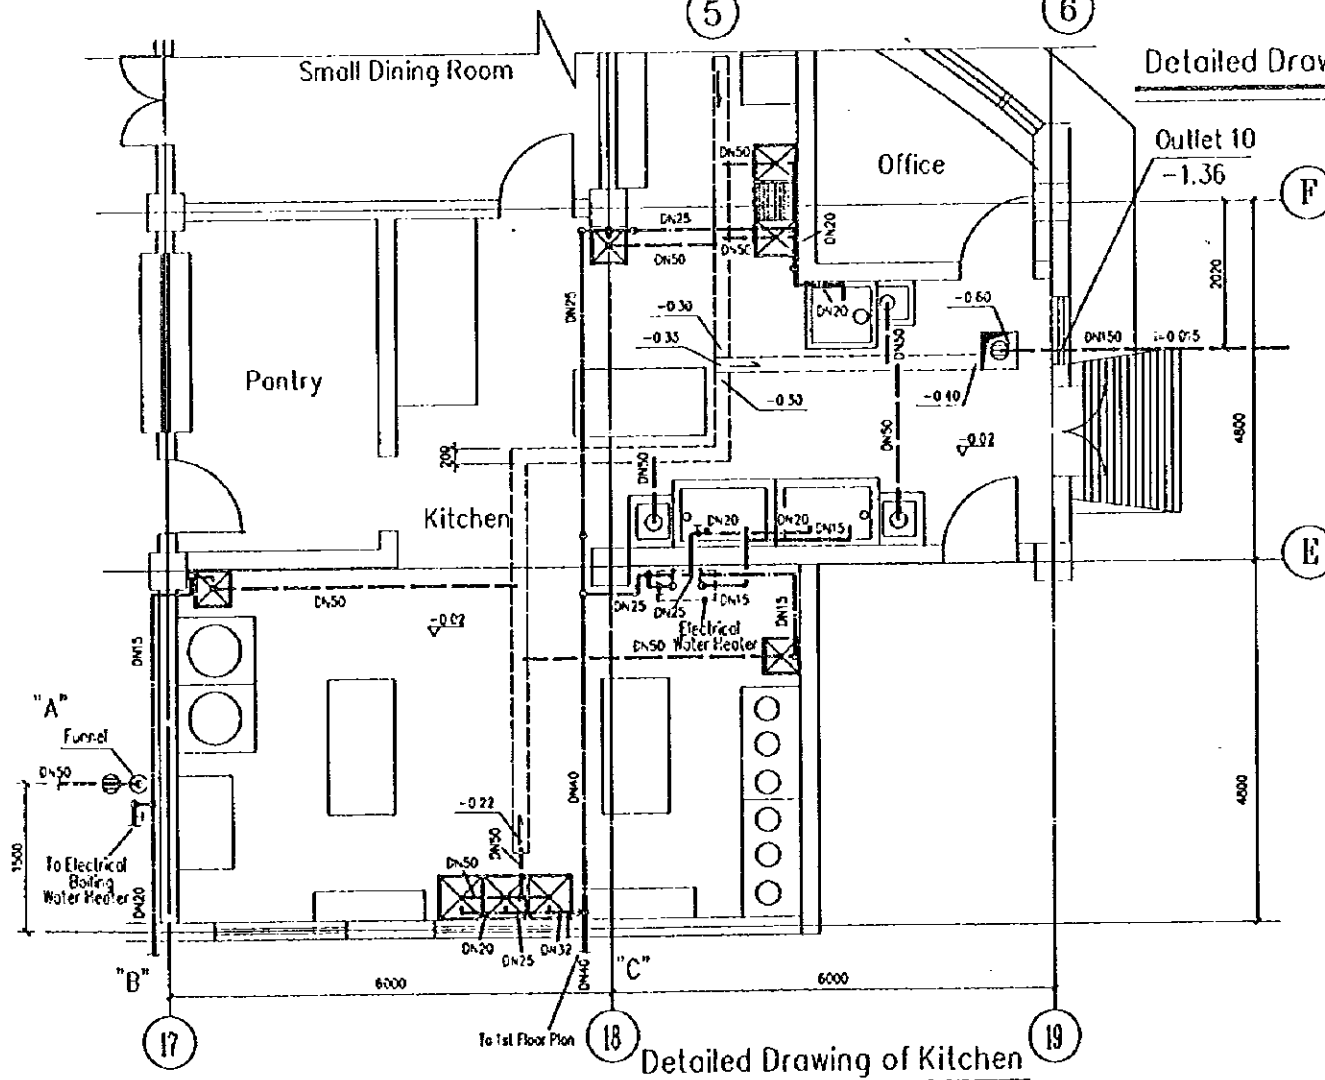 5
6
Small Dining Room
Detailed Draw
Outlet 10
-1.36
Office
F
DN50
DN25
DN50
DN50
DN20
2020
DN25
-0.30
-0.35
DN20
-0.60
DN50
DN150
i=0.015
Pantry
-0.30
-0.40
4800
200
DN50
DN50
-0.02
Kitchen
DN20
DN20
DN15
E
DN50
DN25
DN25
DN15
DN15
-0.02
Electrical
Water Heater
DN50
DN15
"A"
Funnel
DN50
DN40
4800
-0.22
DN50
1500
To Electrical
Boiling
Water Heater
DN20
DN50
DN20
DN25
DN32
"B"
6000
DN40
"C"
6000
17
To 1st Floor Plan
18
19
Detailed Drawing of Kitchen